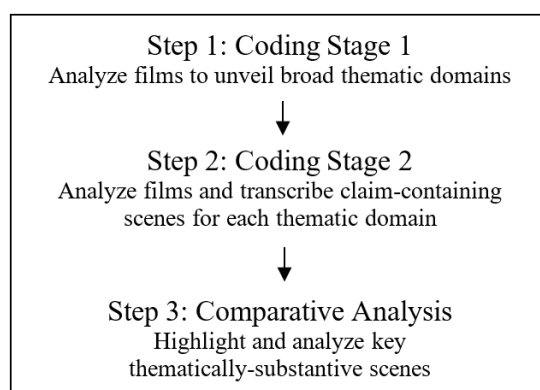 Step 1: Coding Stage 1
Analyze films to unveil broad thematic domains
Step 2: Coding Stage 2
Analyze films and transcribe claim-containing
scenes for each thematic domain
Step 3: Comparative Analysis
Highlight and analyze key
thematically-substantive scenes